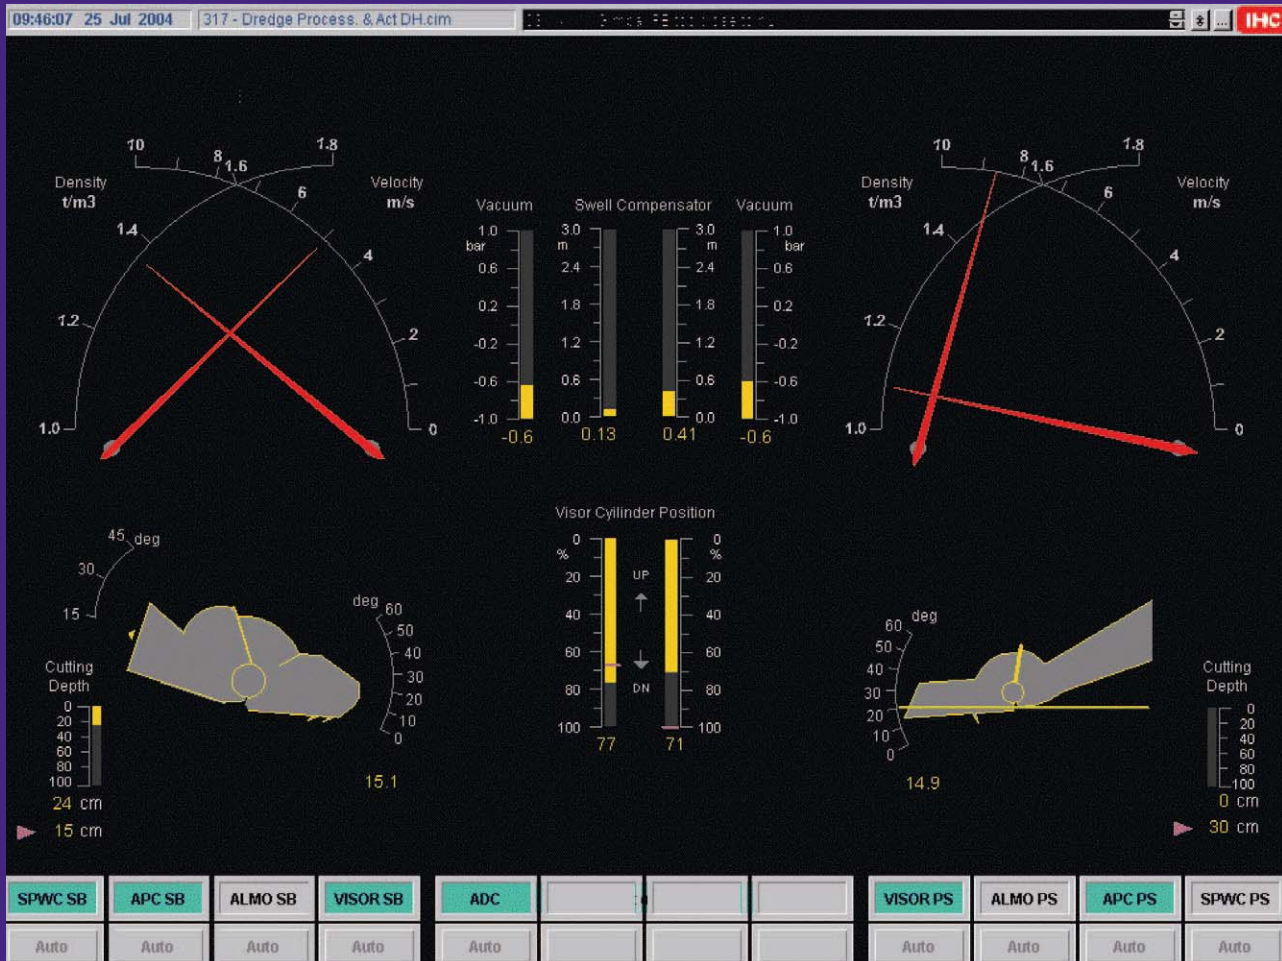 09:46:07 25 Jul 2004
317 - Dredge Process. & Act DH.cim
IHC
10
8
1.6
1.8
Density
t/m3
Velocity
m/s
6
1.4
4
1.2
2
1.0
0
Vacuum
Swell Compensator
Vacuum
1.0
bar
0.6
0.2
-0.2
-0.6
-1.0
-0.6
3.0
m
2.4
1.8
1.2
0.6
0.0
0.13
3.0
m
2.4
1.8
1.2
0.6
0.0
0.41
1.0
bar
0.6
0.2
-0.2
-0.6
-1.0
-0.6
10
8
1.6
1.8
Density
t/m3
Velocity
m/s
6
1.4
4
1.2
2
1.0
0
45 deg
30
15
deg 60
50
40
30
20
10
0
15.1
Cutting
Depth
0
20
40
60
80
100
24 cm
15 cm
Visor Cyilinder Position
0
%
20
40
60
80
100
77
UP
DN
0
%
20
40
60
80
100
71
60 deg
50
40
30
20
10
0
14.9
Cutting
Depth
0
20
40
60
80
100
0 cm
30 cm
SPWC SB
APC SB
ALMO SB
VISOR SB
ADC
VISOR PS
ALMO PS
APC PS
SPWC PS
Auto
Auto
Auto
Auto
Auto
Auto
Auto
Auto